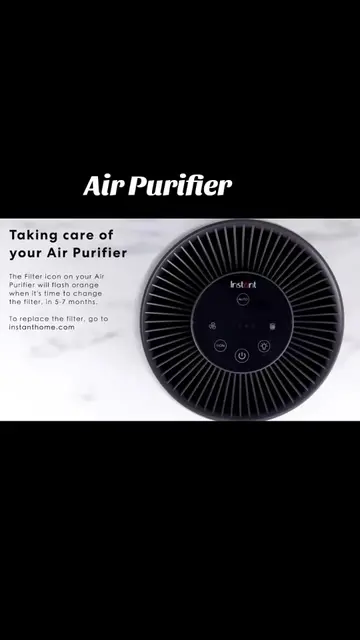 Air Purifier
Taking care of
your Air Purifier
The Filter icon on your Air
Purifier will flash orange
when it's time to change
the filter, in 5-7 months.
To replace the filter, go to
instanthome.com
Instant